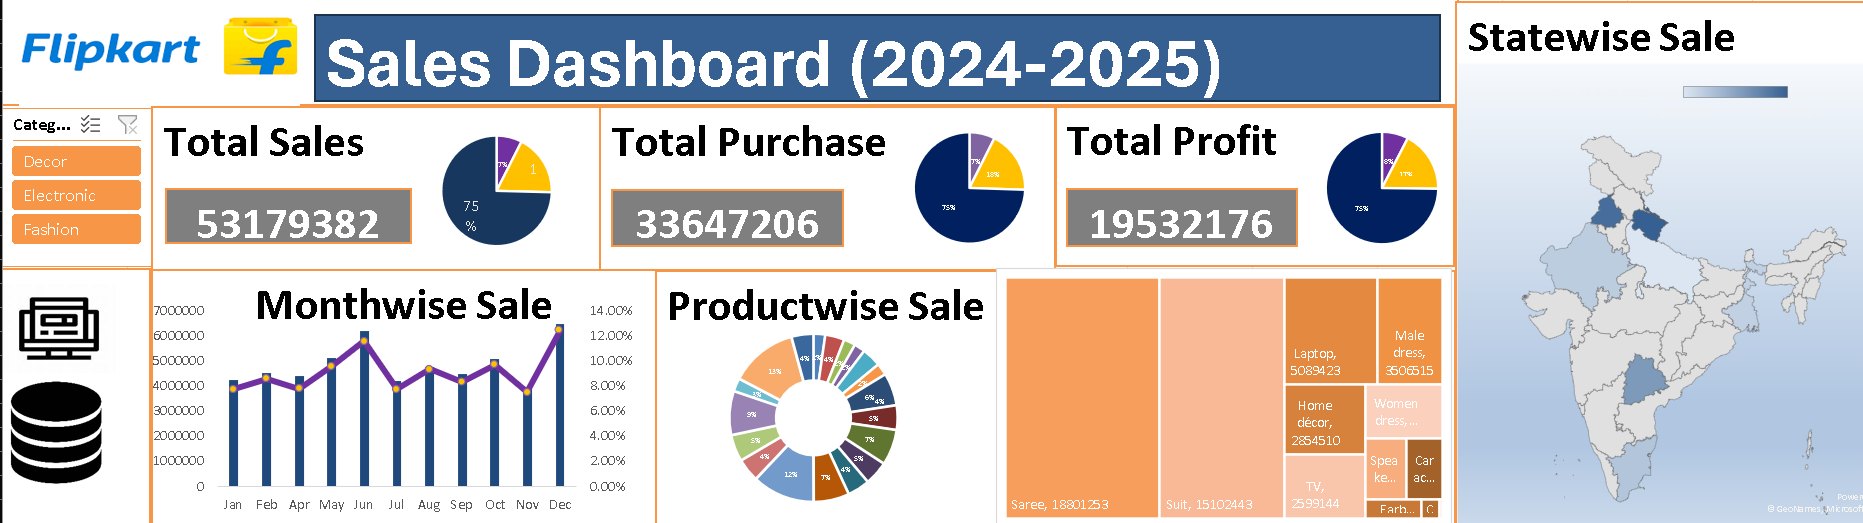 Flipkart
Sales Dashboard (2024-2025)
Statewise Sale
Categ...
Decor
Electronic
Fashion
Total Sales
53179382
7%
1
75
%
Total Purchase
33647206
7%
18%
75%
Total Profit
19532176
8%
17%
75%
Monthwise Sale
7000000
6000000
5000000
4000000
3000000
2000000
1000000
0
14.00%
12.00%
10.00%
8.00%
6.00%
4.00%
2.00%
0.00%
Jan
Feb
Apr
May
Jun
Jul
Aug
Sep
Oct
Nov
Dec
Productwise Sale
4%
4%
6%
4%
5%
7%
5%
4%
7%
12%
4%
5%
9%
13%
Saree, 18801253
Suit, 15102443
Laptop,
5089423
Male
dress,
3506515
Home
décor,
2854510
Women
dress,...
TV,
2599144
Spea
ke...
Car
ac...
Earb...
C
Power
© GeoNames, Microsoft